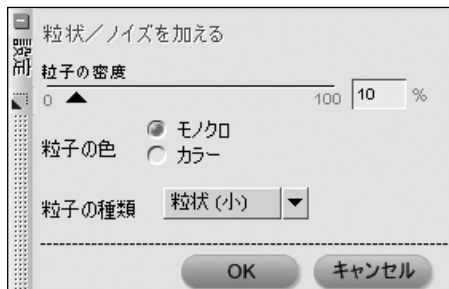 設定
粒状／ノイズを加える
粒子の密度
0 100 10 %
粒子の色
モノクロ
カラー
粒子の種類 粒状 (小)
OK キャンセル